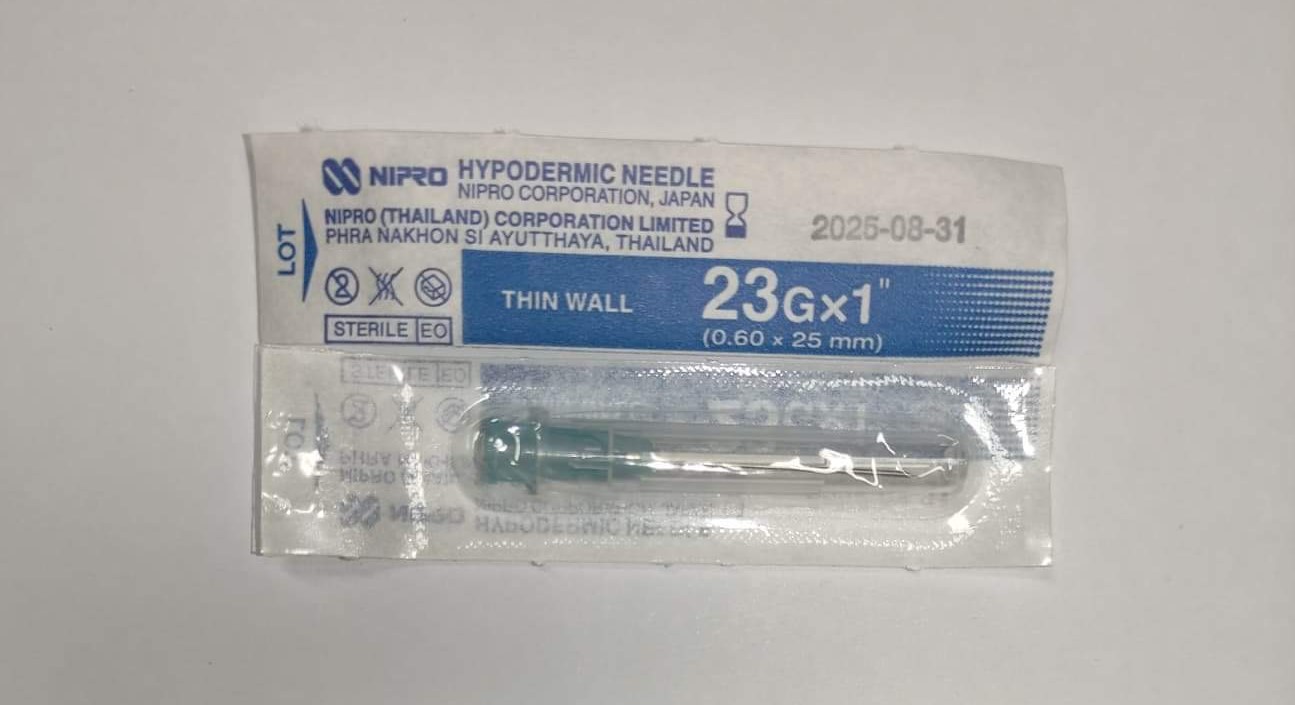 NIPRO HYPODERMIC NEEDLE
NIPRO CORPORATION, JAPAN
NIPRO (THAILAND) CORPORATION LIMITED
PHRA NAKHON SI AYUTTHAYA, THAILAND
2025-08-31
LOT
2
STERILE EO
THIN WALL
23G×1"
(0.60 × 25 mm)